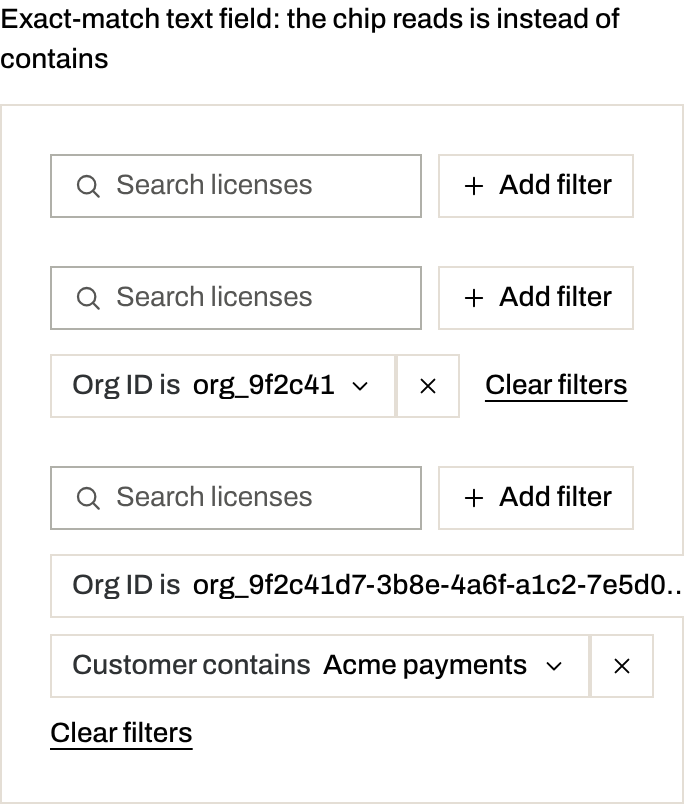 Exact-match text field: the chip reads is instead of
contains
Search licenses
+ Add filter
Search licenses
+ Add filter
Org ID is org_9f2c41
Clear filters
Search licenses
+ Add filter
Org ID is org_9f2c41d7-3b8e-4a6f-a1c2-7e5d0..
Customer contains Acme payments
Clear filters